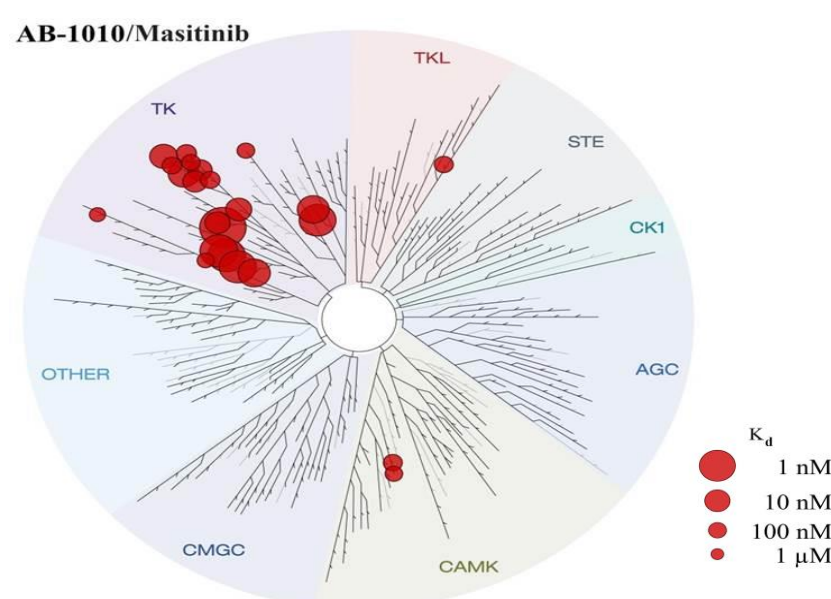 AB-1010/Masitinib
TKL
TK
STE
CK1
OTHER
AGC
CMGC
CAMK
Kd
1 nM
10 nM
100 nM
1 μM